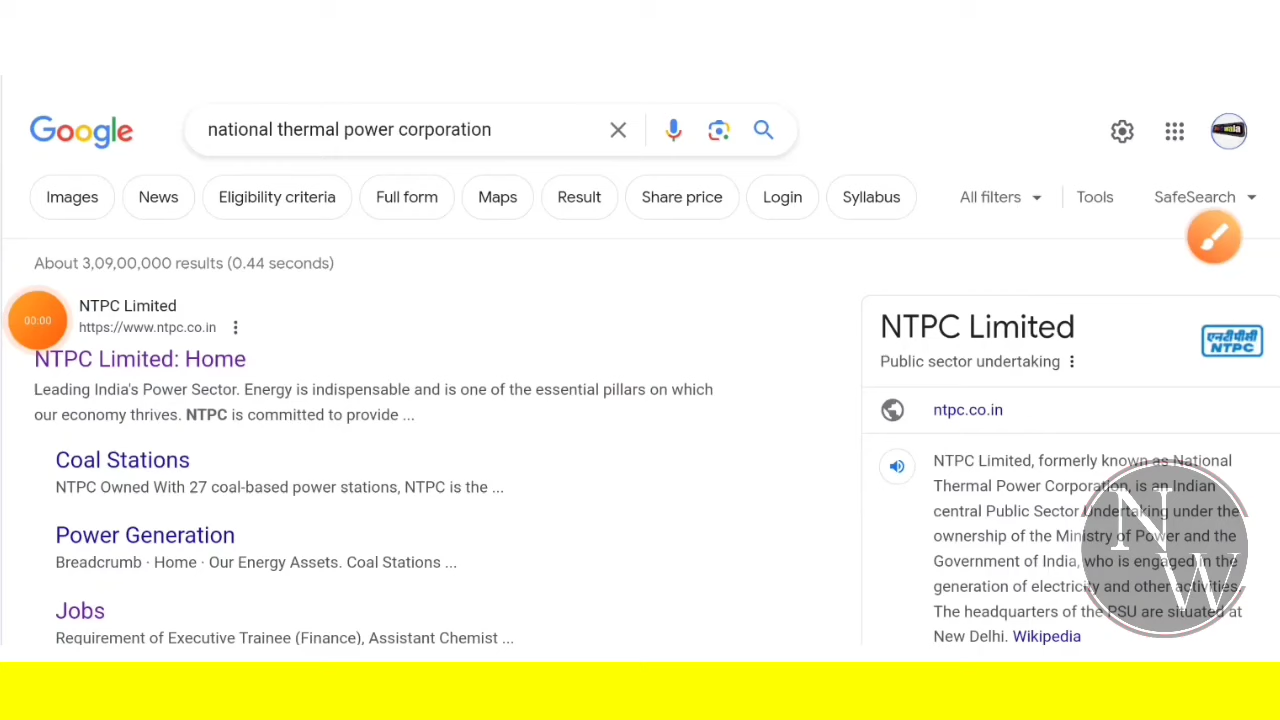 Google
national thermal power corporation
Images
News
Eligibility criteria
Full form
Maps
Result
Share price
Login
Syllabus
All filters
Tools
SafeSearch
About 3,09,00,000 results (0.44 seconds)
00:00
NTPC Limited
https://www.ntpc.co.in
NTPC Limited: Home
Leading India's Power Sector. Energy is indispensable and is one of the essential pillars on which
our economy thrives. NTPC is committed to provide ...
Coal Stations
NTPC Owned With 27 coal-based power stations, NTPC is the ...
Power Generation
Breadcrumb · Home · Our Energy Assets. Coal Stations ...
Jobs
Requirement of Executive Trainee (Finance), Assistant Chemist ...
NTPC Limited
Public sector undertaking
एनटीपीसी
NTPC
ntpc.co.in
NTPC Limited, formerly known as National
Thermal Power Corporation, is an Indian
central Public Sector Undertaking under the
ownership of the Ministry of Power and the
Government of India, who is engaged in the
generation of electricity and other activities.
The headquarters of the PSU are situated at
New Delhi. Wikipedia
NW